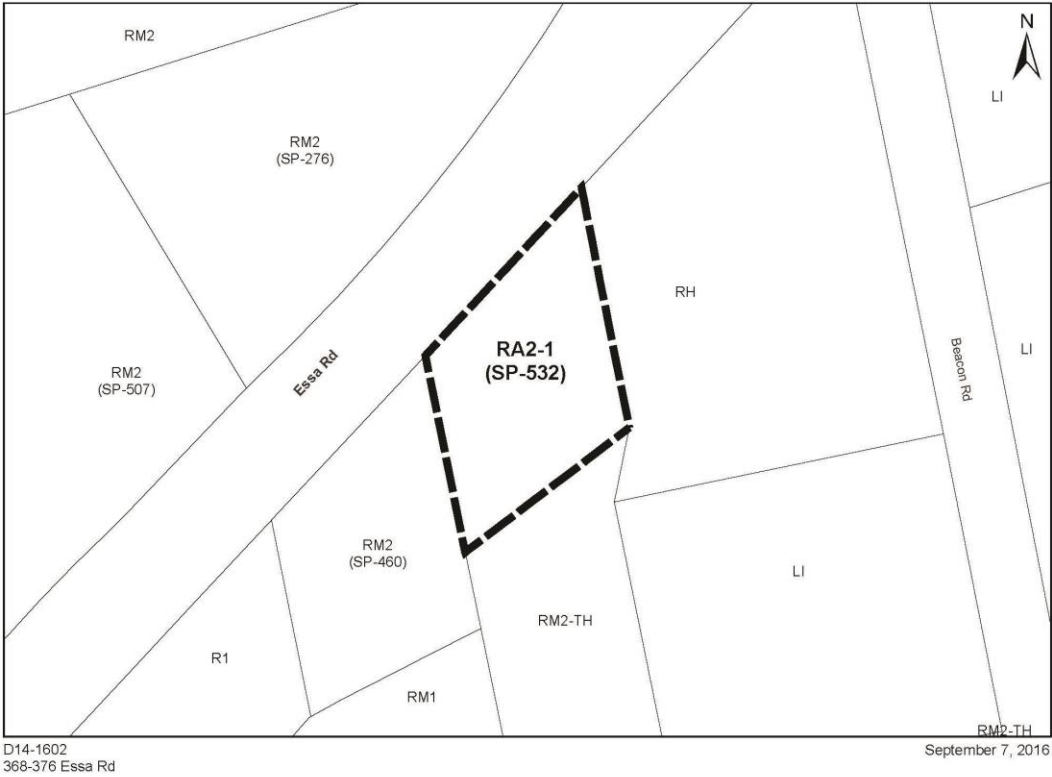 RM2
N
LI
RM2
(SP-276)
RH
RA2-1
(SP-532)
Essa Rd
Beacon Rd
LI
RM2
(SP-507)
RM2
(SP-460)
LI
RM2-TH
R1
RM1
RM2-TH
D14-1602
368-376 Essa Rd
September 7, 2016